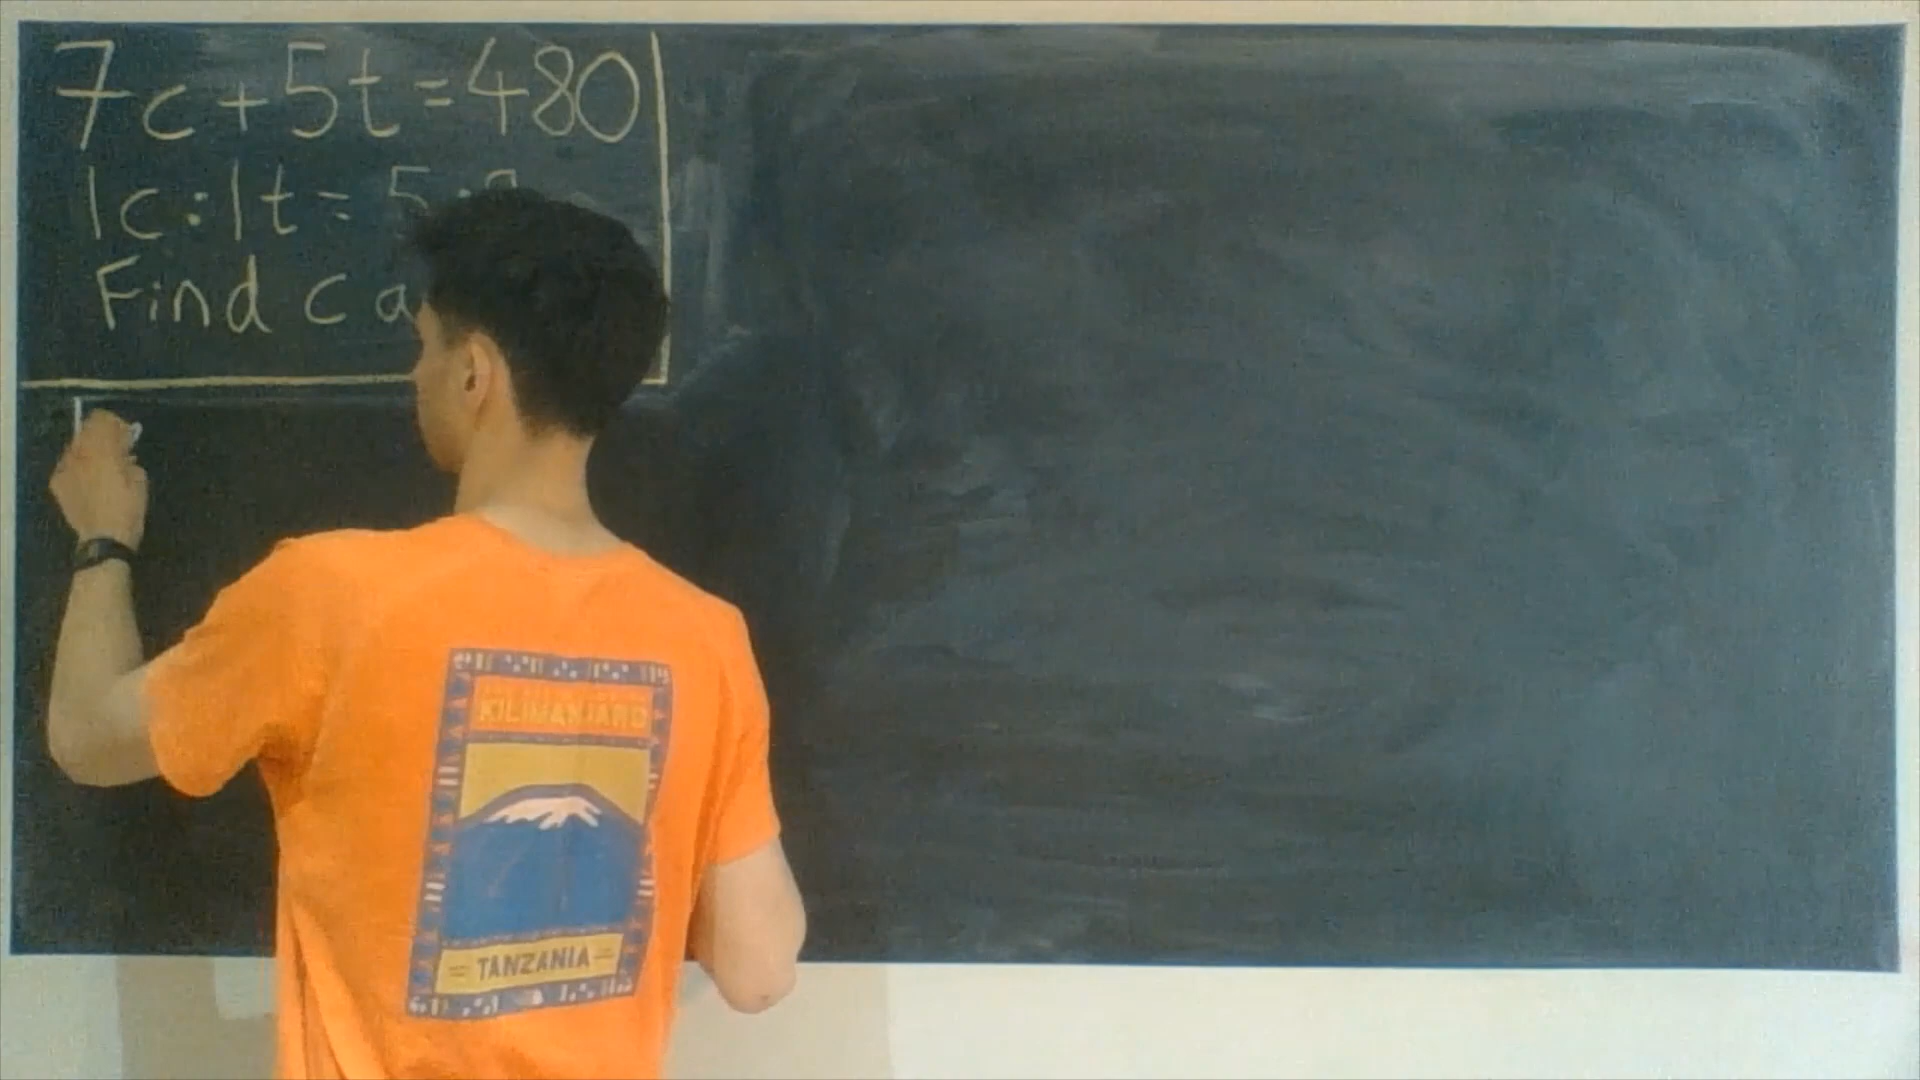 7c+5t=480
1c:1t=5:
Find c a
KILIMANJARO
TANZANIA